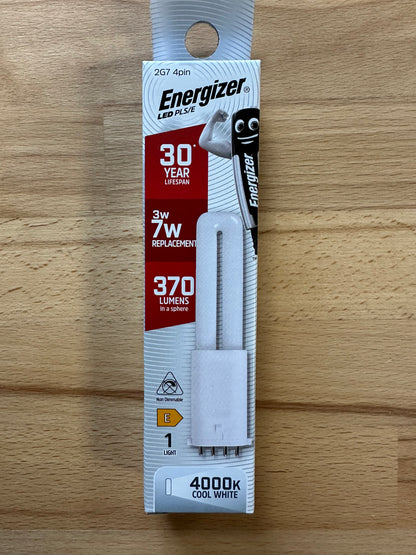 2G7 4pin
Energizer®
LED PLS/E
Energizer
30*
YEAR
LIFESPAN
3w
7w
REPLACEMENT
370
LUMENS
in a sphere
Non Dimmable
E
1
LIGHT
4000K
COOL WHITE